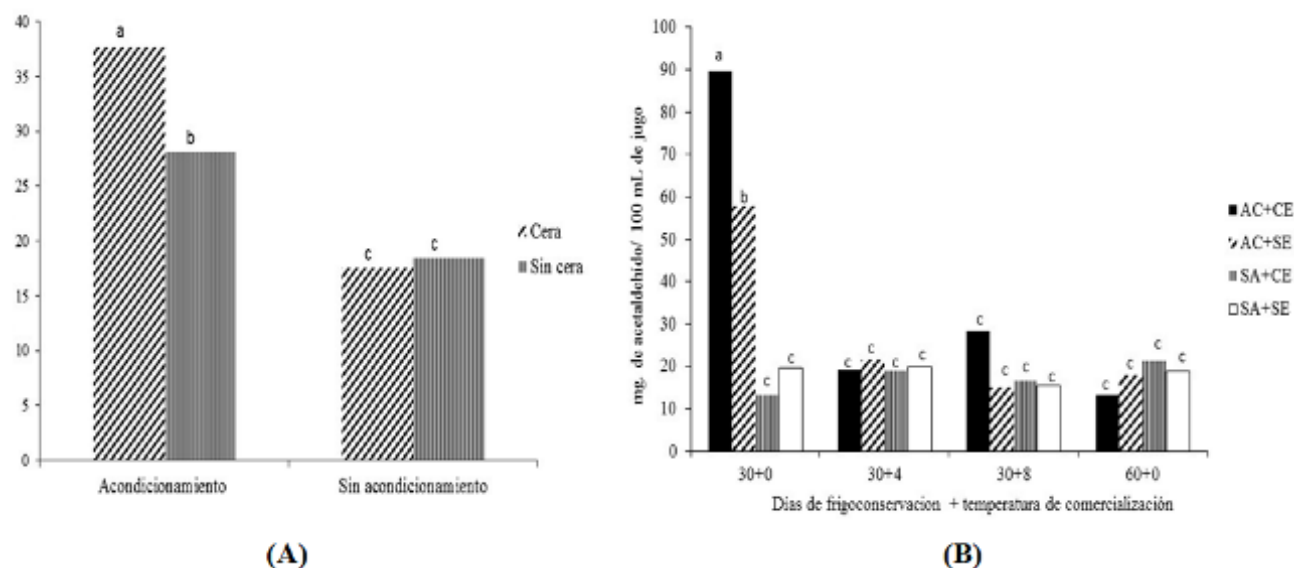 40
35
30
25
20
15
10
5
0
a
b
c
c
Cera
Sin cera
Acondicionamiento
Sin acondicionamiento
(A)
mg. de acetaldehido/ 100 mL de jugo
100
90
80
70
60
50
40
30
20
10
0
a
b
c
c
c
c
c
c
c
c
c
c
c
c
c
c
AC+CE
AC+SE
SA+CE
SA+SE
30+0
30+4
30+8
60+0
Dias de frigoconservacion + temperatura de comercialización
(B)